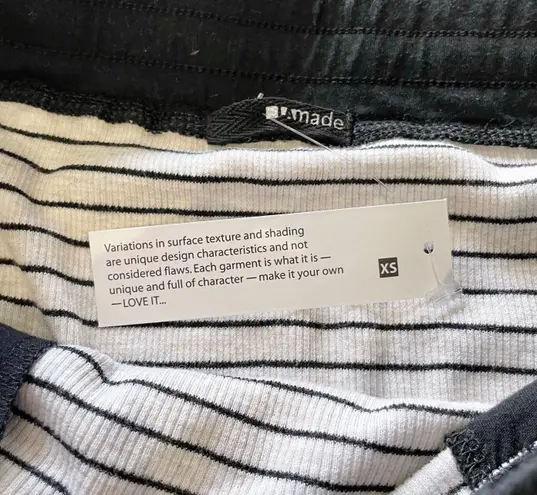 made
Variations in surface texture and shading
are unique design characteristics and not
considered flaws. Each garment is what it is —
unique and full of character — make it your own
—LOVE IT...
XS